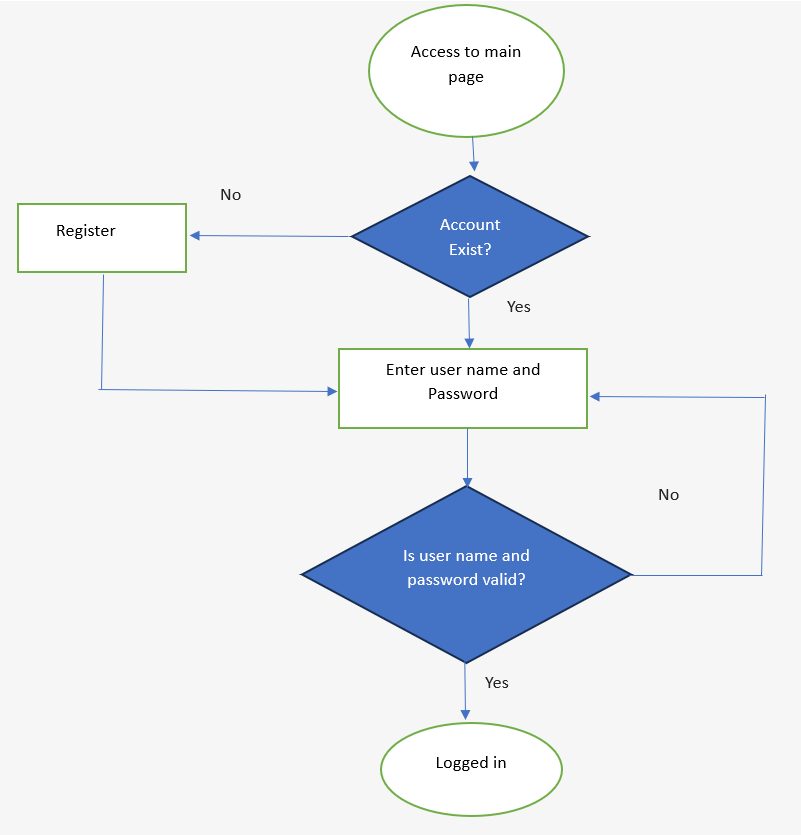 Access to main
page
No
Account
Exist?
Register
Yes
Enter user name and
Password
No
Is user name and
password valid?
Yes
Logged in